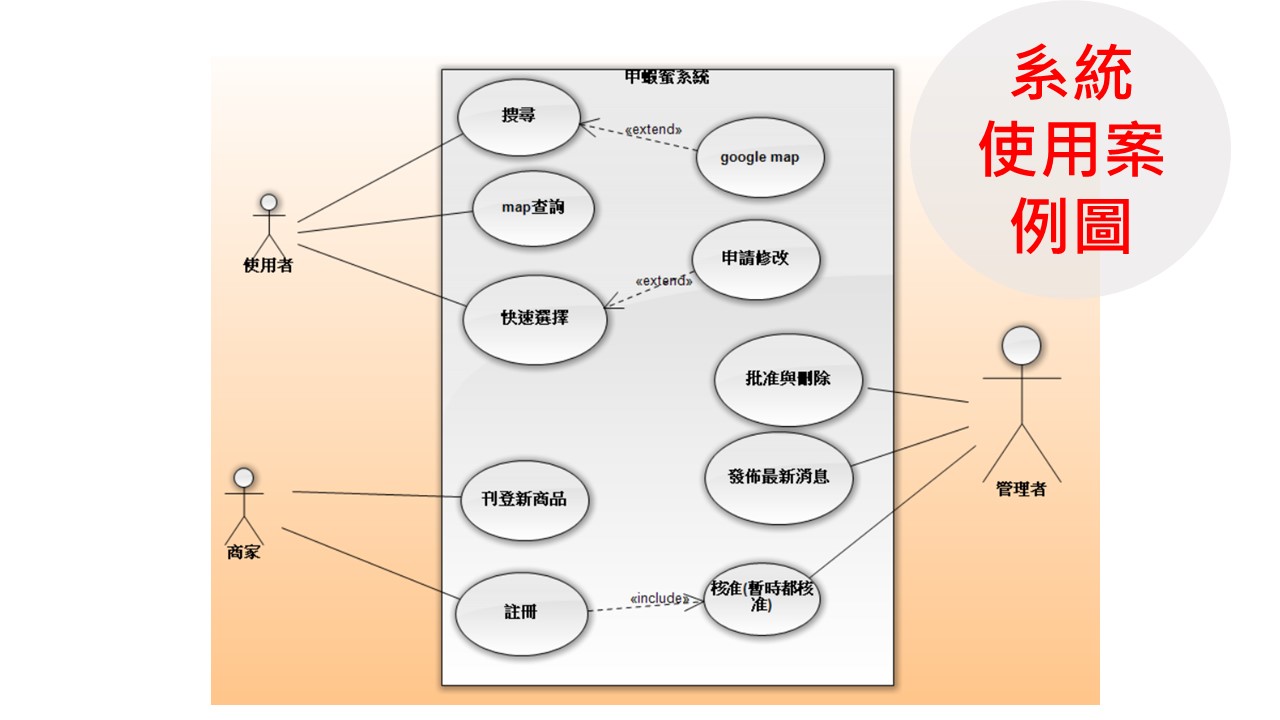 系統
使用案
例圖
甲蝦蜜系統
搜尋
«extend»
google map
map查詢
使用者
申請修改
«extend»
快速選擇
批准與刪除
發佈最新消息
管理者
刊登新商品
商家
註冊
«include»
核准(暫時都核
准)